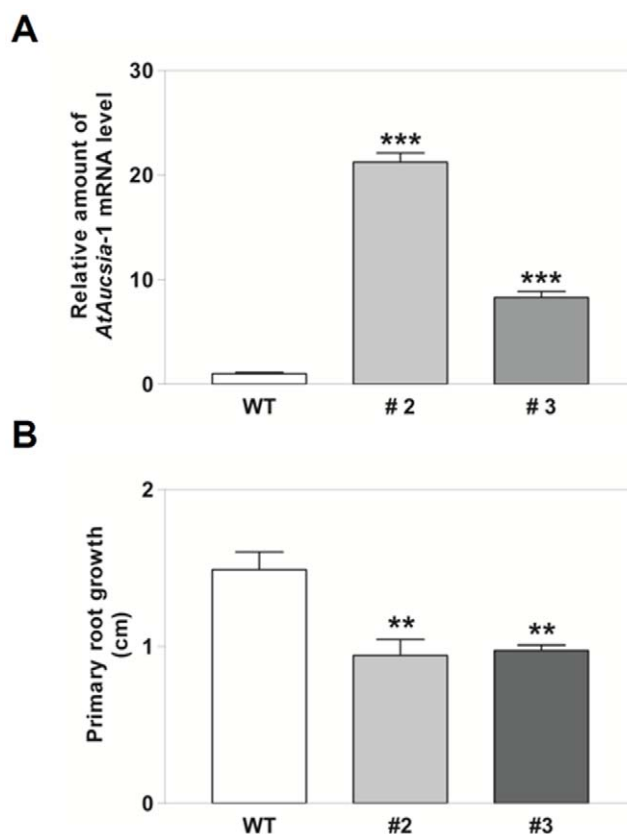 A
Relative amount of
AtAucsia-1 mRNA level
30
20
10
0
***
***
WT
# 2
# 3
B
Primary root growth
(cm)
2
1
0
**
**
WT
#2
#3